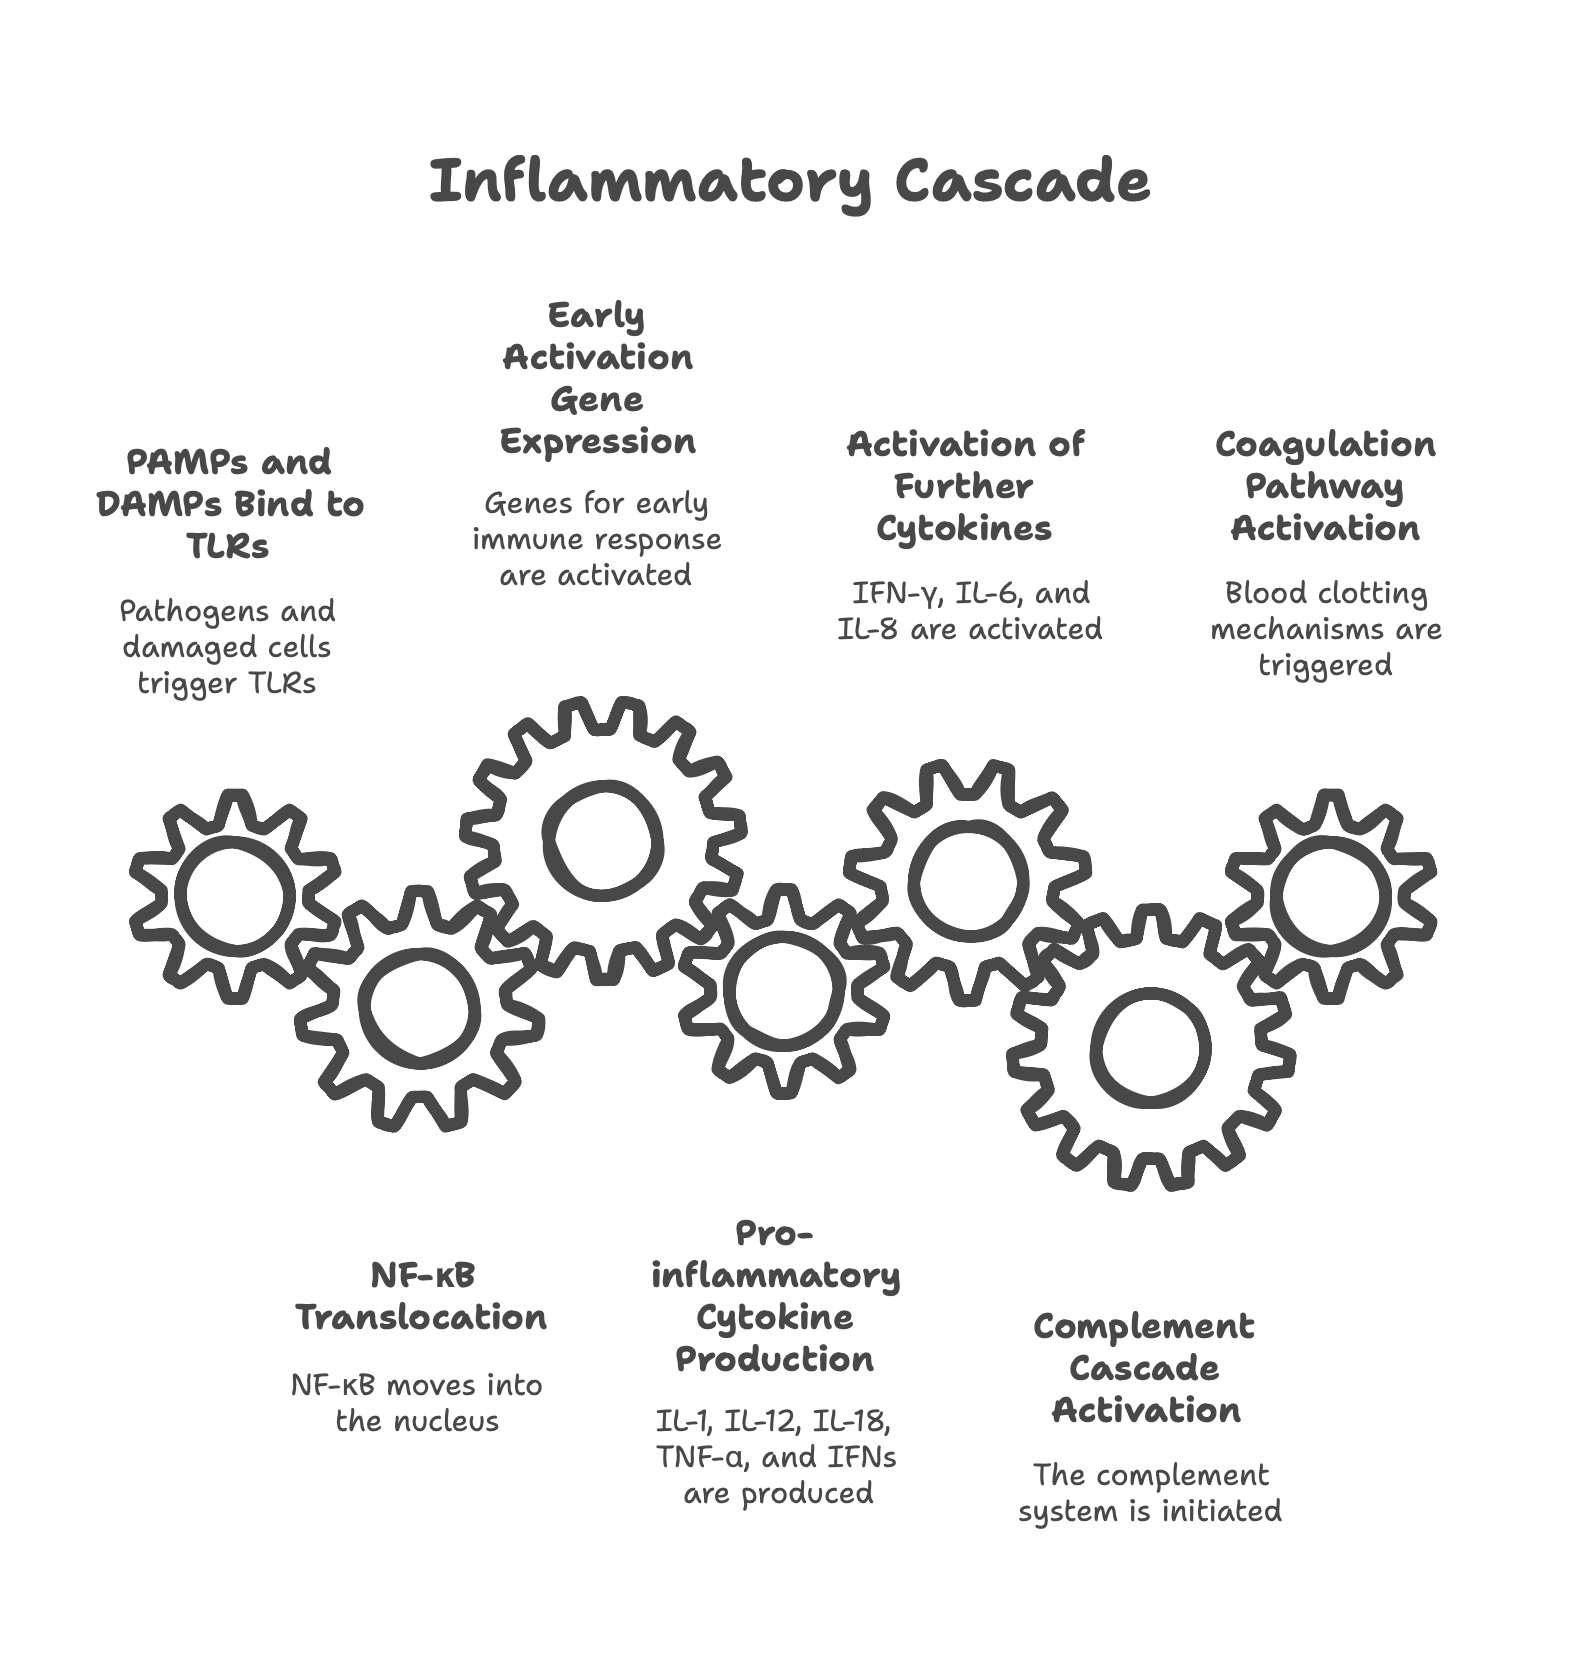 Inflammatory Cascade
PAMPs and
DAMPs Bind to
TLRs
Pathogens and
damaged cells
trigger TLRs
NF-κB
Translocation
NF-κB moves into
the nucleus
Early
Activation
Gene
Expression
Genes for early
immune response
are activated
Pro-
inflammatory
Cytokine
Production
IL-1, IL-12, IL-18,
TNF-α, and IFNs
are produced
Activation of
Further
Cytokines
IFN-γ, IL-6, and
IL-8 are activated
Complement
Cascade
Activation
The complement
system is initiated
Coagulation
Pathway
Activation
Blood clotting
mechanisms are
triggered